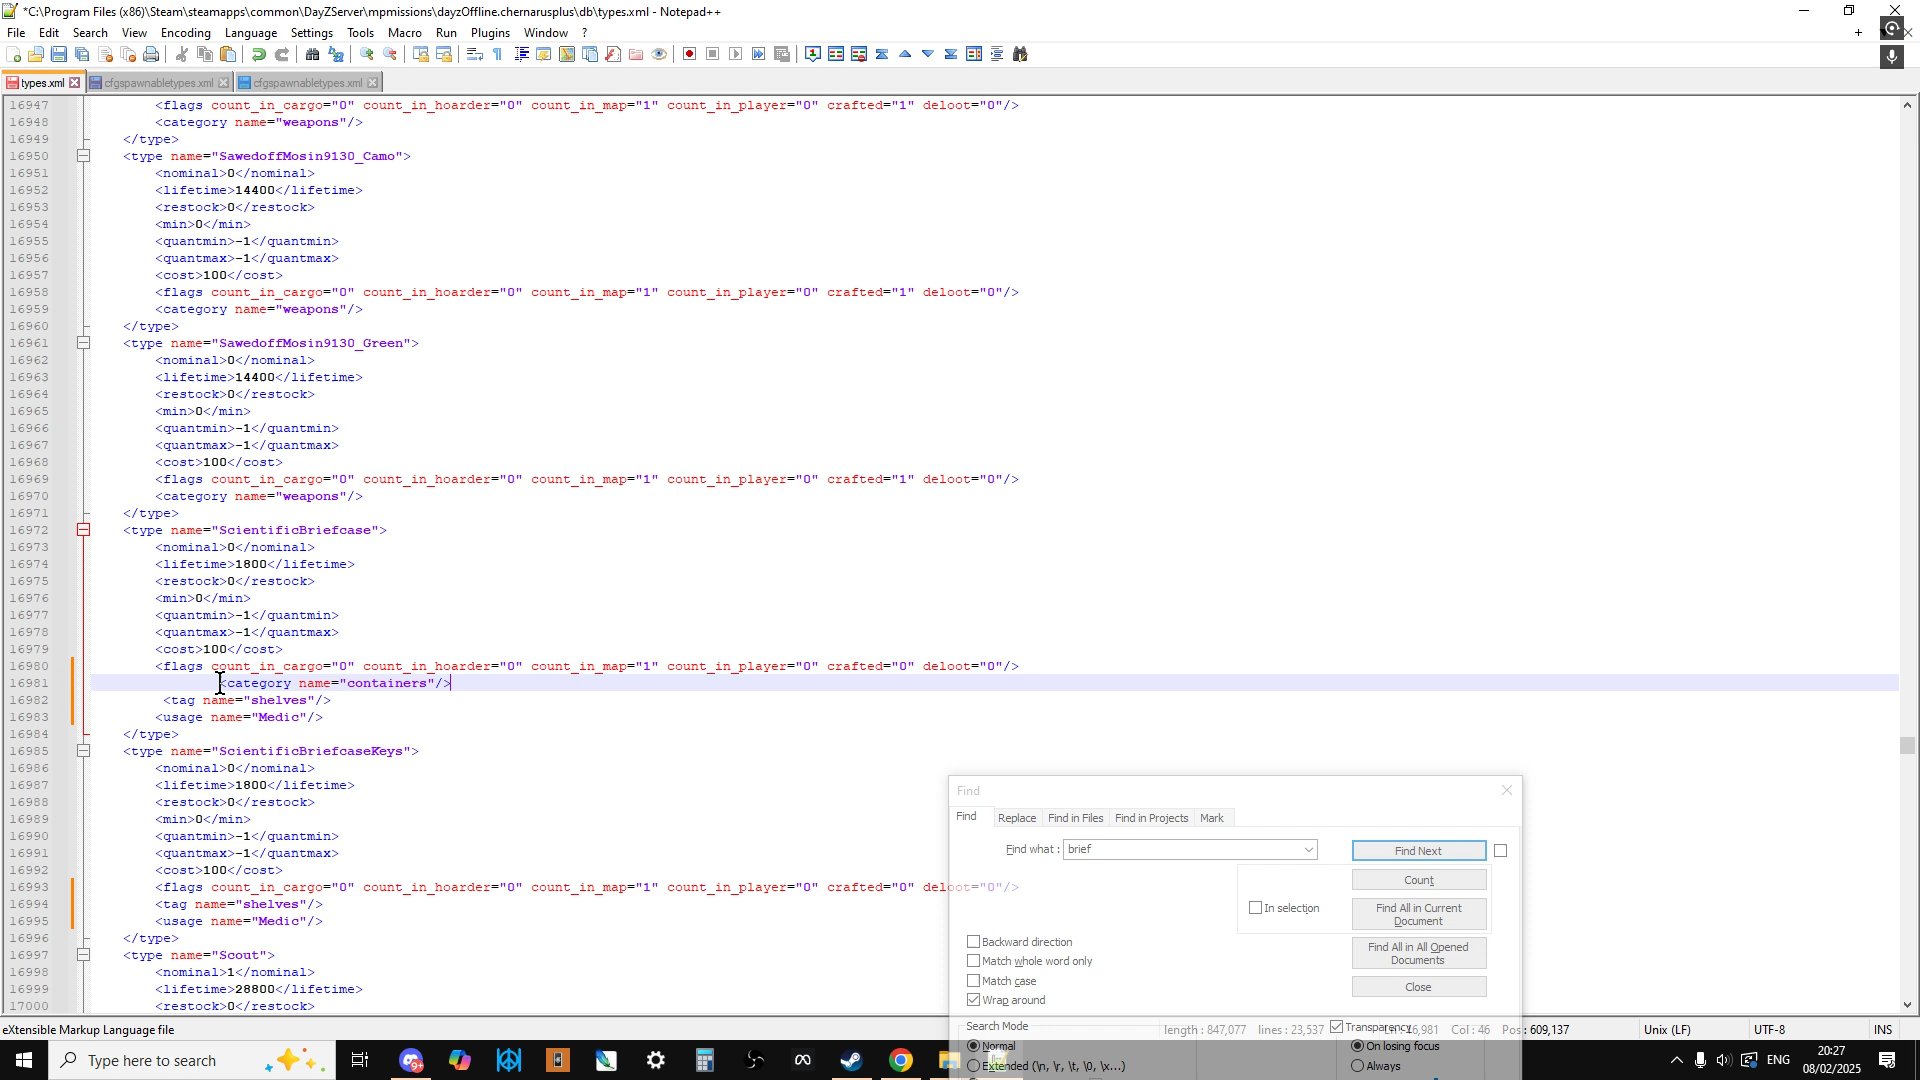 *C:\Program Files (x86)\Steam\steamapps\common\DayZServer\mpmissions\dayzOffline.chernarusplus\db\types.xml - Notepad++
File Edit Search View Encoding Language Settings Tools Macro Run Plugins Window ?
types.xml cfgspawnabletypes.xml cfgspawnabletypes.xml
16947 <flags count_in_cargo="0" count_in_hoarder="0" count_in_map="1" count_in_player="0" crafted="1" deloot="0"/>
16948 <category name="weapons"/>
16949 </type>
16950 <type name="SawedoffMosin9130_Camo">
16951 <nominal>0</nominal>
16952 <lifetime>14400</lifetime>
16953 <restock>0</restock>
16954 <min>0</min>
16955 <quantmin>-1</quantmin>
16956 <quantmax>-1</quantmax>
16957 <cost>100</cost>
16958 <flags count_in_cargo="0" count_in_hoarder="0" count_in_map="1" count_in_player="0" crafted="1" deloot="0"/>
16959 <category name="weapons"/>
16960 </type>
16961 <type name="SawedoffMosin9130_Green">
16962 <nominal>0</nominal>
16963 <lifetime>14400</lifetime>
16964 <restock>0</restock>
16965 <min>0</min>
16966 <quantmin>-1</quantmin>
16967 <quantmax>-1</quantmax>
16968 <cost>100</cost>
16969 <flags count_in_cargo="0" count_in_hoarder="0" count_in_map="1" count_in_player="0" crafted="1" deloot="0"/>
16970 <category name="weapons"/>
16971 </type>
16972 <type name="ScientificBriefcase">
16973 <nominal>0</nominal>
16974 <lifetime>1800</lifetime>
16975 <restock>0</restock>
16976 <min>0</min>
16977 <quantmin>-1</quantmin>
16978 <quantmax>-1</quantmax>
16979 <cost>100</cost>
16980 <flags count_in_cargo="0" count_in_hoarder="0" count_in_map="1" count_in_player="0" crafted="0" deloot="0"/>
16981 <category name="containers"/>
16982 <tag name="shelves"/>
16983 <usage name="Medic"/>
16984 </type>
16985 <type name="ScientificBriefcaseKeys">
16986 <nominal>0</nominal>
16987 <lifetime>1800</lifetime>
16988 <restock>0</restock>
16989 <min>0</min>
16990 <quantmin>-1</quantmin>
16991 <quantmax>-1</quantmax>
16992 <cost>100</cost>
16993 <flags count_in_cargo="0" count_in_hoarder="0" count_in_map="1" count_in_player="0" crafted="0" deloot="0"/>
16994 <tag name="shelves"/>
16995 <usage name="Medic"/>
16996 </type>
16997 <type name="Scout">
16998 <nominal>1</nominal>
16999 <lifetime>28800</lifetime>
17000 <restock>0</restock>
Find
Find Replace Find in Files Find in Projects Mark
Find what : brief Find Next
Count
In selection Find All in Current Document
Backward direction Find All in All Opened Documents
Match whole word only
Match case Close
Wrap around
Search Mode Transparency
Normal On losing focus
Extended (\n, \r, \t, \0, \x...) Always
eXtensible Markup Language file length : 847,077 lines : 23,537 16,981 Col : 46 Pos : 609,137 Unix (LF) UTF-8 INS
Type here to search ENG 20:27
08/02/2025